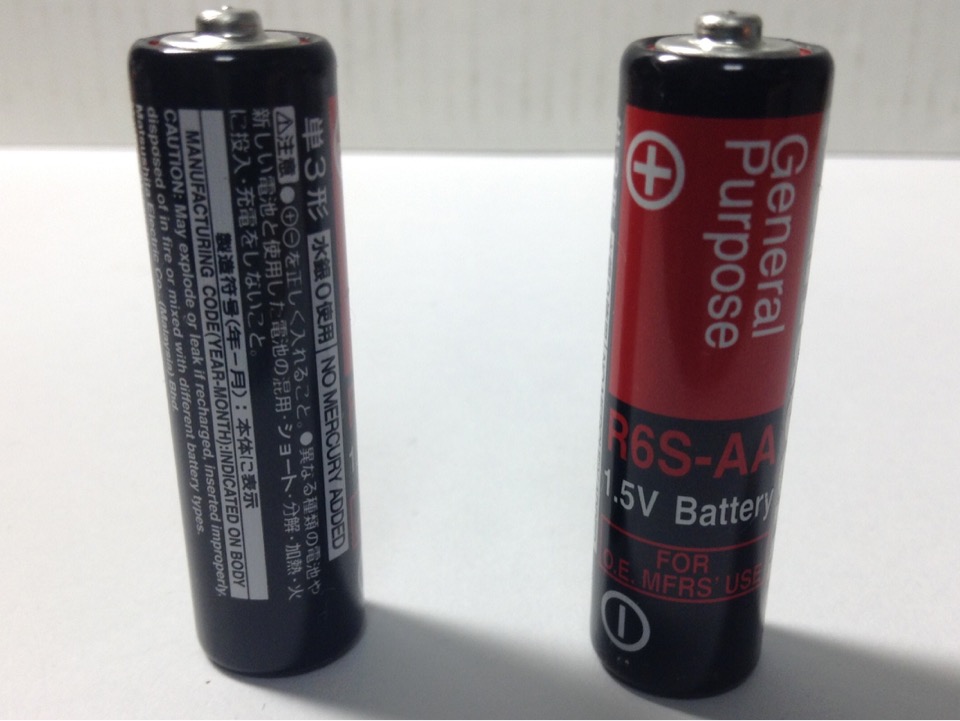 単3形 水銀0使用 NO MERCURY ADDED
⚠注意 ●⊕⊖を正しく入れること。●異なる種類の電池や
新しい電池と使用した電池の混用・ショート・分解・加熱・火
に投入・充電をしないこと。
製造符号(年-月):本体に表示
MANUFACTURING CODE(YEAR-MONTH):INDICATED ON BODY
CAUTION: May explode or leak if recharged, inserted improperly,
disposed of in fire or mixed with different battery types.
Matsushita Electric Co., (Malaysia) Bhd.
+
General
Purpose
R6S-AA
1.5V Battery
FOR
O.E. MFRS' USE
−